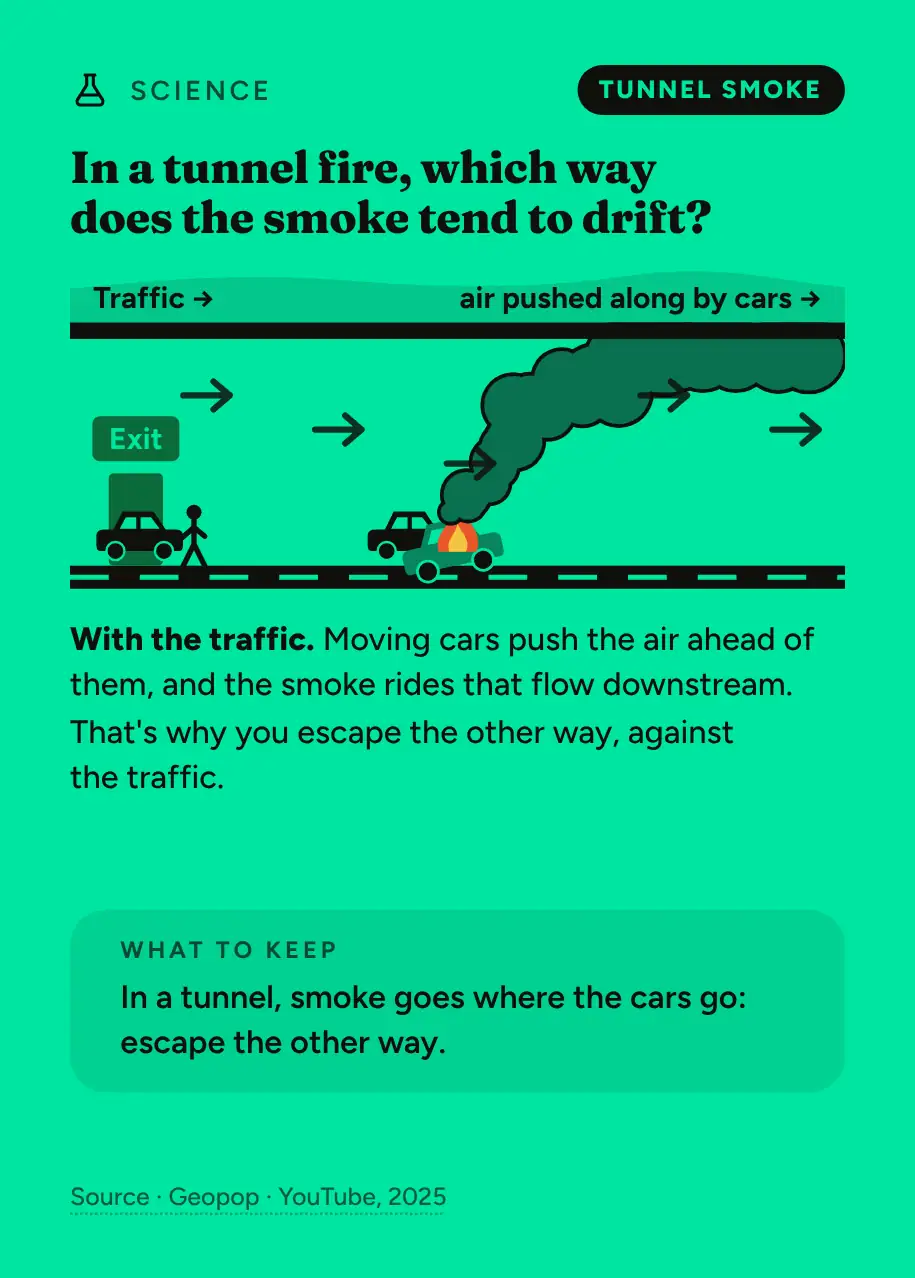 SCIENCE
TUNNEL SMOKE
In a tunnel fire, which way
does the smoke tend to drift?
Traffic →
air pushed along by cars →
Exit
With the traffic. Moving cars push the air ahead of
them, and the smoke rides that flow downstream.
That's why you escape the other way, against
the traffic.
WHAT TO KEEP
In a tunnel, smoke goes where the cars go:
escape the other way.
Source · Geopop · YouTube, 2025